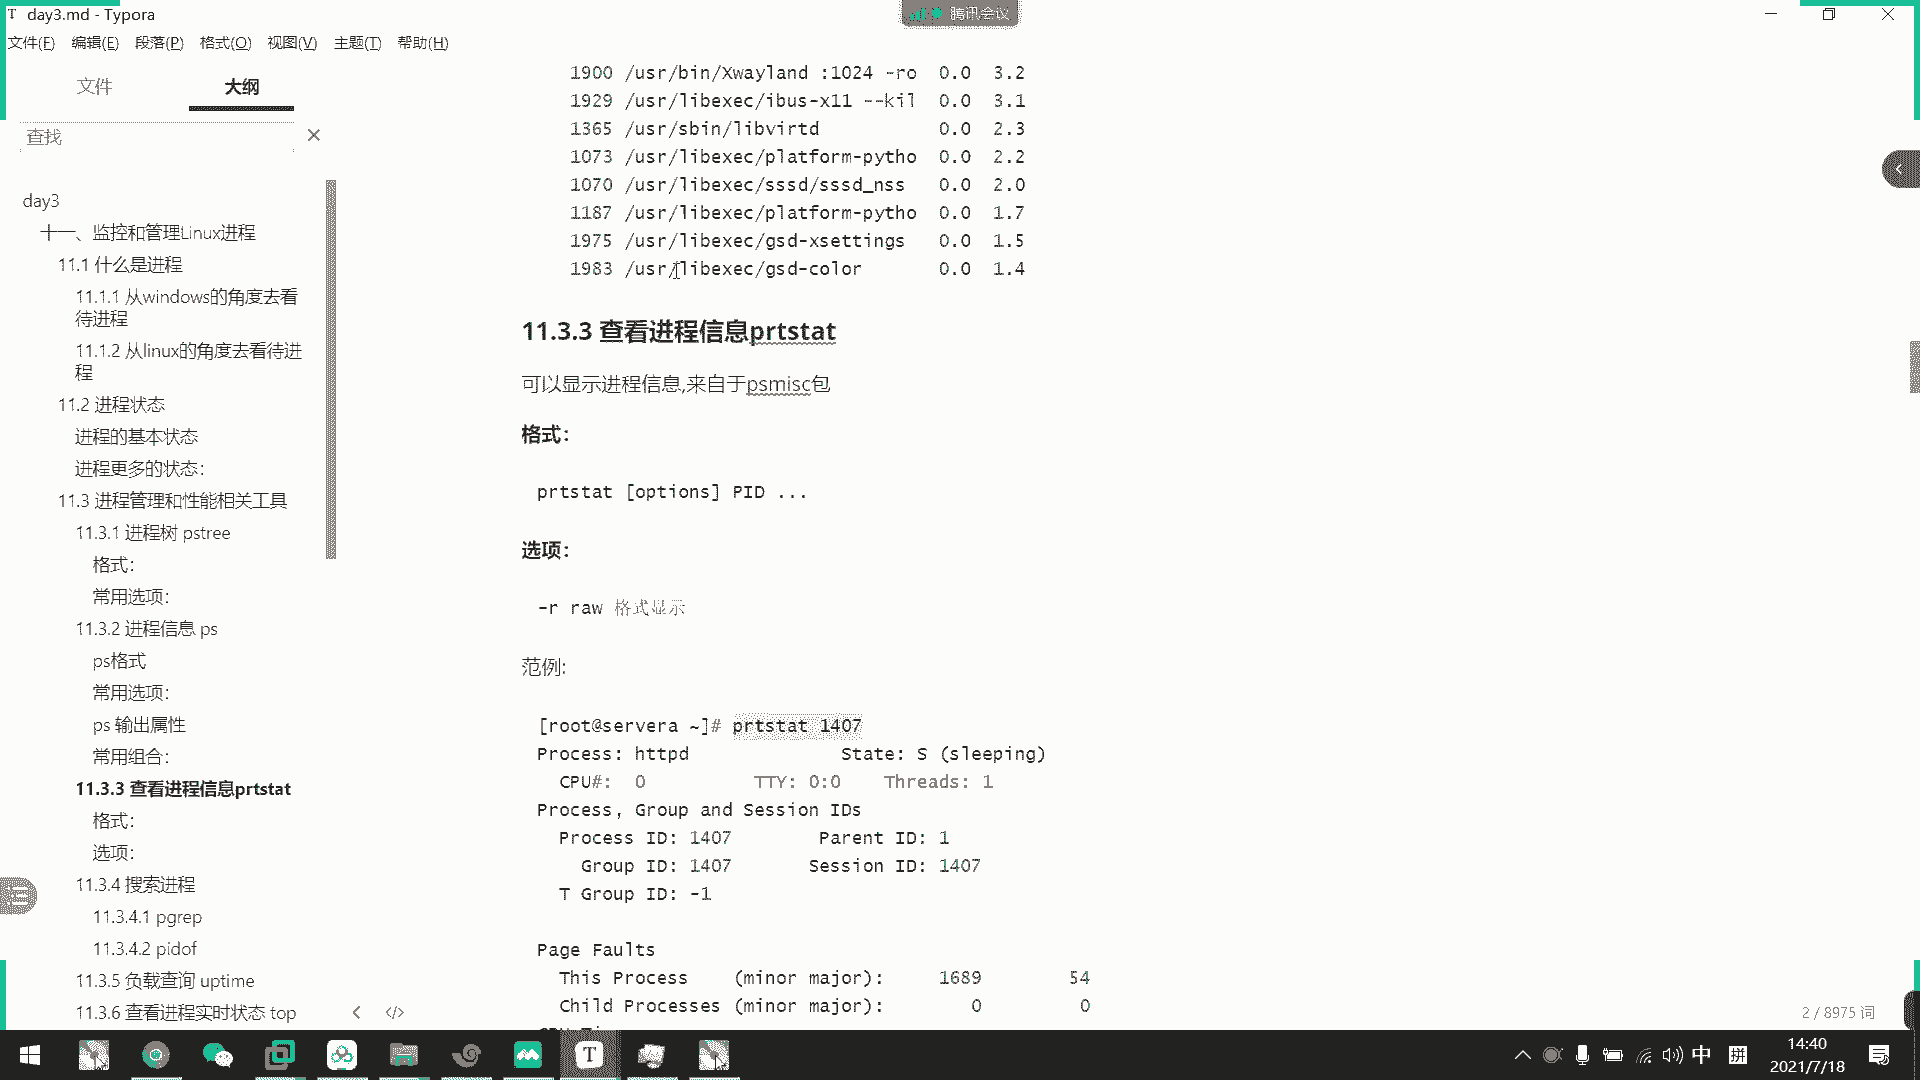 day3.md - Typora
腾讯会议
文件(F) 编辑(E) 段落(P) 格式(O) 视图(V) 主题(T) 帮助(H)
文件 大纲
查找
day3
十一、监控和管理Linux进程
11.1 什么是进程
11.1.1 从windows的角度去看
待进程
11.1.2 从linux的角度去看待进
程
11.2 进程状态
进程的基本状态
进程更多的状态：
11.3 进程管理和性能相关工具
11.3.1 进程树 pstree
格式：
常用选项：
11.3.2 进程信息 ps
ps格式
常用选项：
ps 输出属性
常用组合：
11.3.3 查看进程信息prtstat
格式：
选项：
11.3.4 搜索进程
11.3.4.1 pgrep
11.3.4.2 pidof
11.3.5 负载查询 uptime
11.3.6 查看进程实时状态 top
1900 /usr/bin/Xwayland :1024 -ro 0.0 3.2
1929 /usr/libexec/ibus-x11 --kil 0.0 3.1
1365 /usr/sbin/libvirtd 0.0 2.3
1073 /usr/libexec/platform-pytho 0.0 2.2
1070 /usr/libexec/sssd/sssd_nss 0.0 2.0
1187 /usr/libexec/platform-pytho 0.0 1.7
1975 /usr/libexec/gsd-xsettings 0.0 1.5
1983 /usr/libexec/gsd-color 0.0 1.4
11.3.3 查看进程信息prtstat
可以显示进程信息,来自于psmisc包
格式：
prtstat [options] PID ...
选项：
-r raw 格式显示
范例:
[root@servera ~]# prtstat 1407
Process: httpd State: S (sleeping)
CPU#: 0 TTY: 0:0 Threads: 1
Process, Group and Session IDs
Process ID: 1407 Parent ID: 1
Group ID: 1407 Session ID: 1407
T Group ID: -1
Page Faults
This Process (minor major): 1689 54
Child Processes (minor major): 0 0
2 / 8975 词
中 拼
14:40
2021/7/18